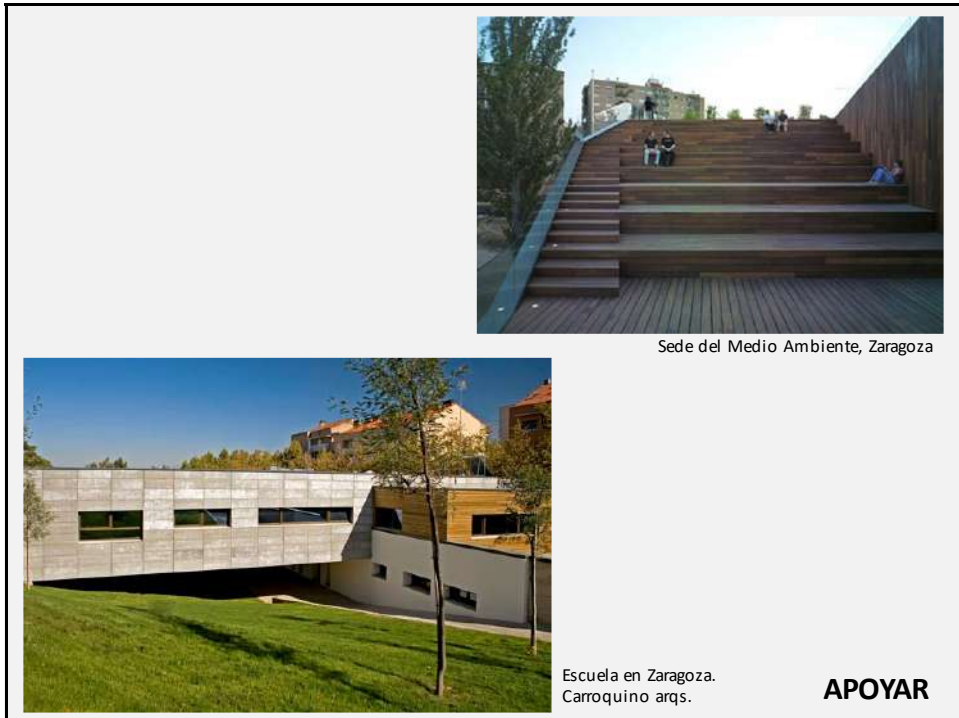 Sede del Medio Ambiente, Zaragoza
Escuela en Zaragoza.
Carroquino arqs.
APOYAR